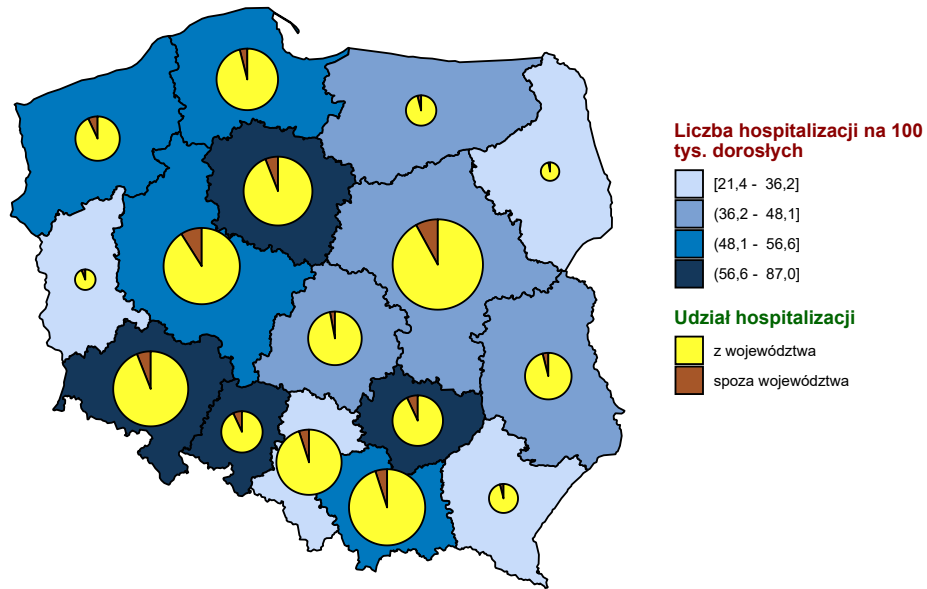 Liczba hospitalizacji na 100
tys. dorosłych
[21,4 -  36,2]
(36,2 -  48,1]
(48,1 -  56,6]
(56,6 -  87,0]
Udział hospitalizacji
z województwa
spoza województwa